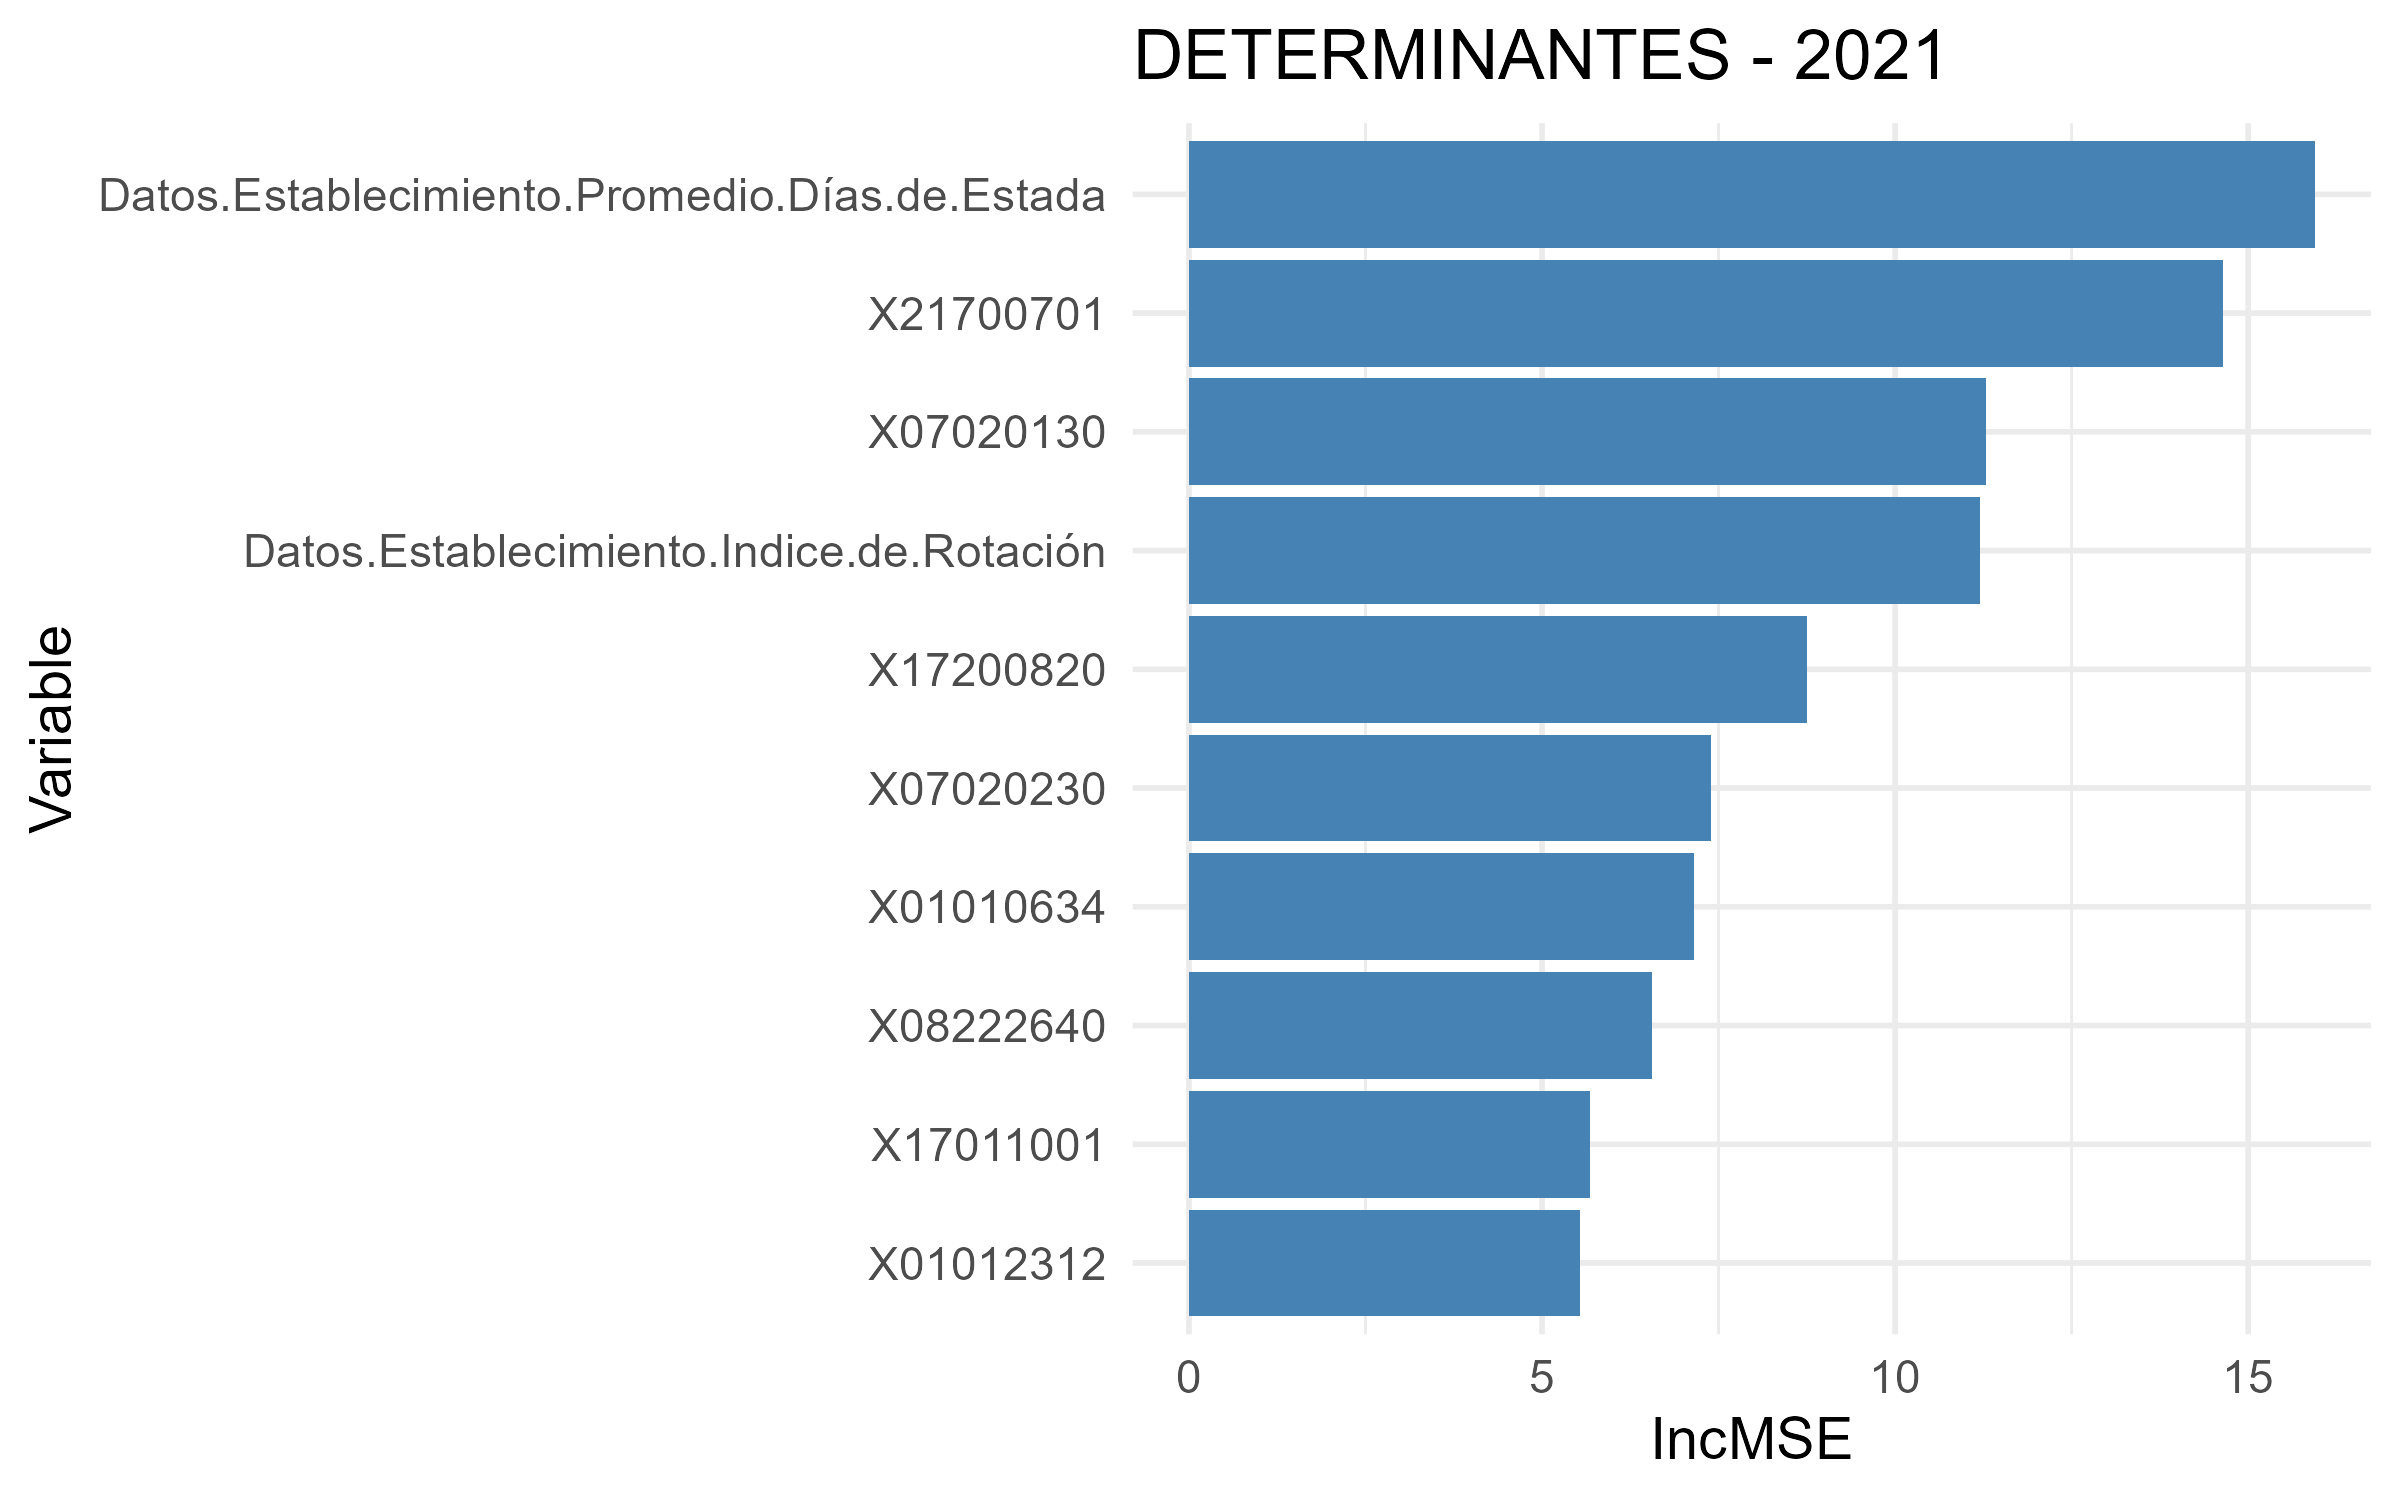 DETERMINANTES - 2021
Datos.Establecimiento.Promedio.Días.de.Estada
X21700701
X07020130
Datos.Establecimiento.Indice.de.Rotación
X17200820
X07020230
X01010634
X08222640
X17011001
X01012312
Variable
0 5 10 15
IncMSE